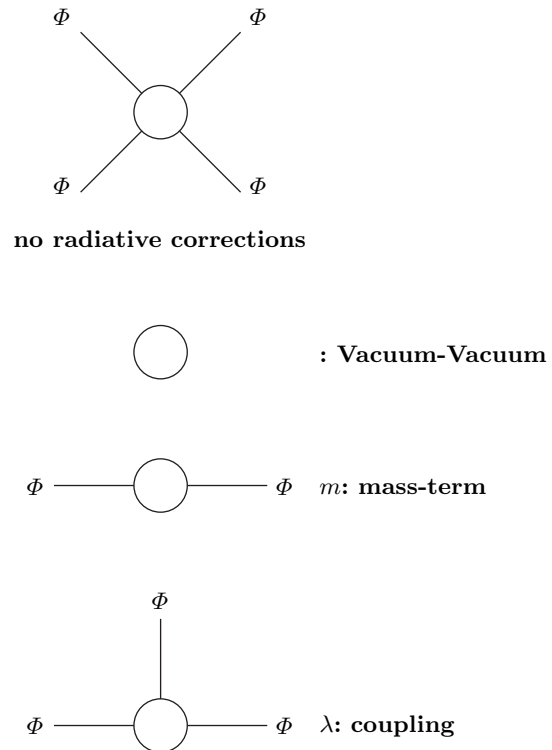 Φ Φ
Φ Φ
no radiative corrections
: Vacuum-Vacuum
Φ Φ m: mass-term
Φ
Φ Φ λ: coupling